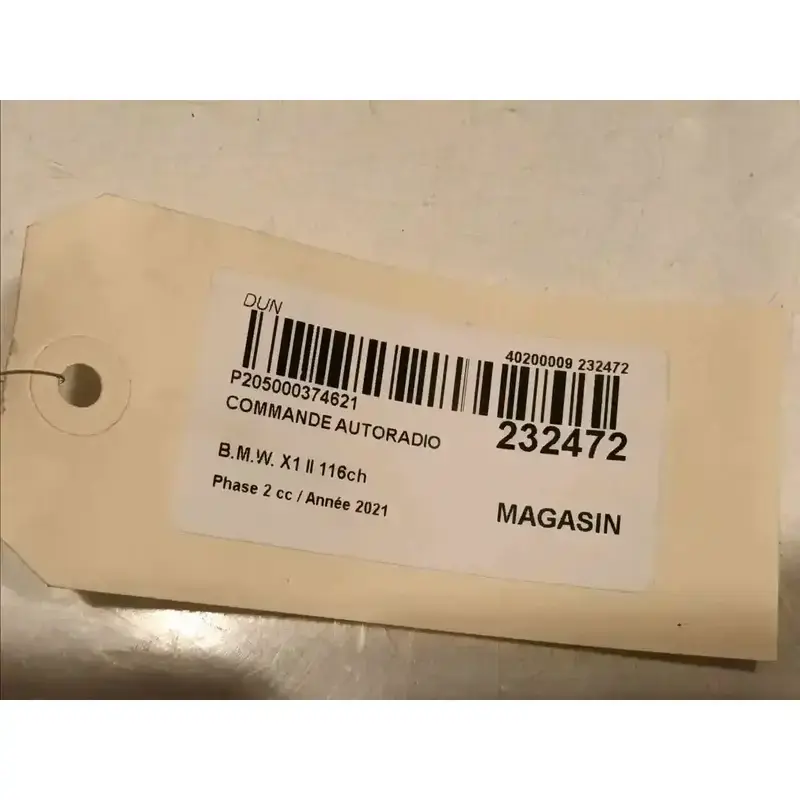 DUN
40200009 232472
P205000374621
COMMANDE AUTORADIO
232472
B.M.W. X1 II 116ch
Phase 2 cc / Année 2021
MAGASIN